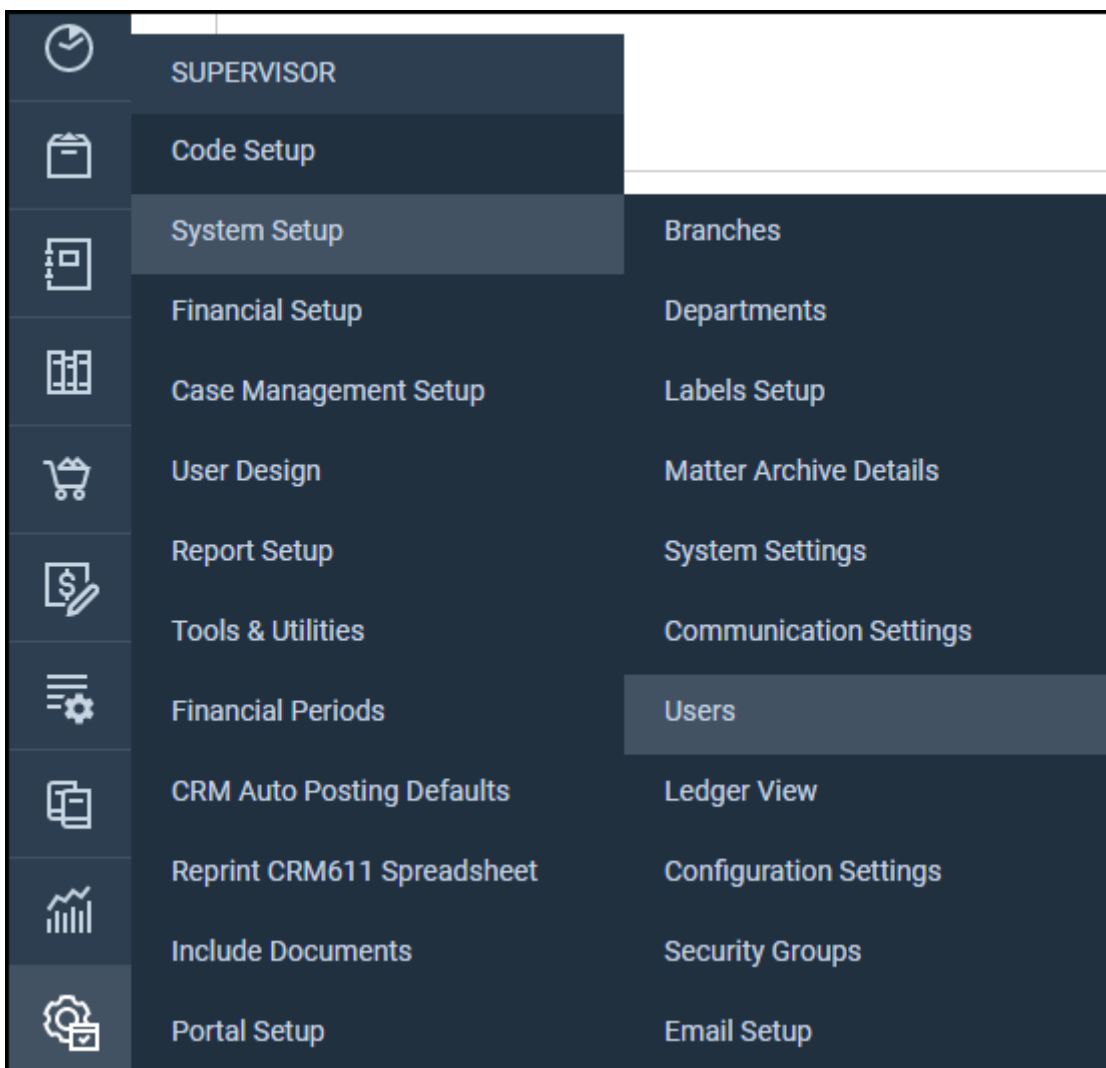 SUPERVISOR
Code Setup
System Setup
Financial Setup
Case Management Setup
User Design
Report Setup
Tools & Utilities
Financial Periods
CRM Auto Posting Defaults
Reprint CRM611 Spreadsheet
Include Documents
Portal Setup
Branches
Departments
Labels Setup
Matter Archive Details
System Settings
Communication Settings
Users
Ledger View
Configuration Settings
Security Groups
Email Setup